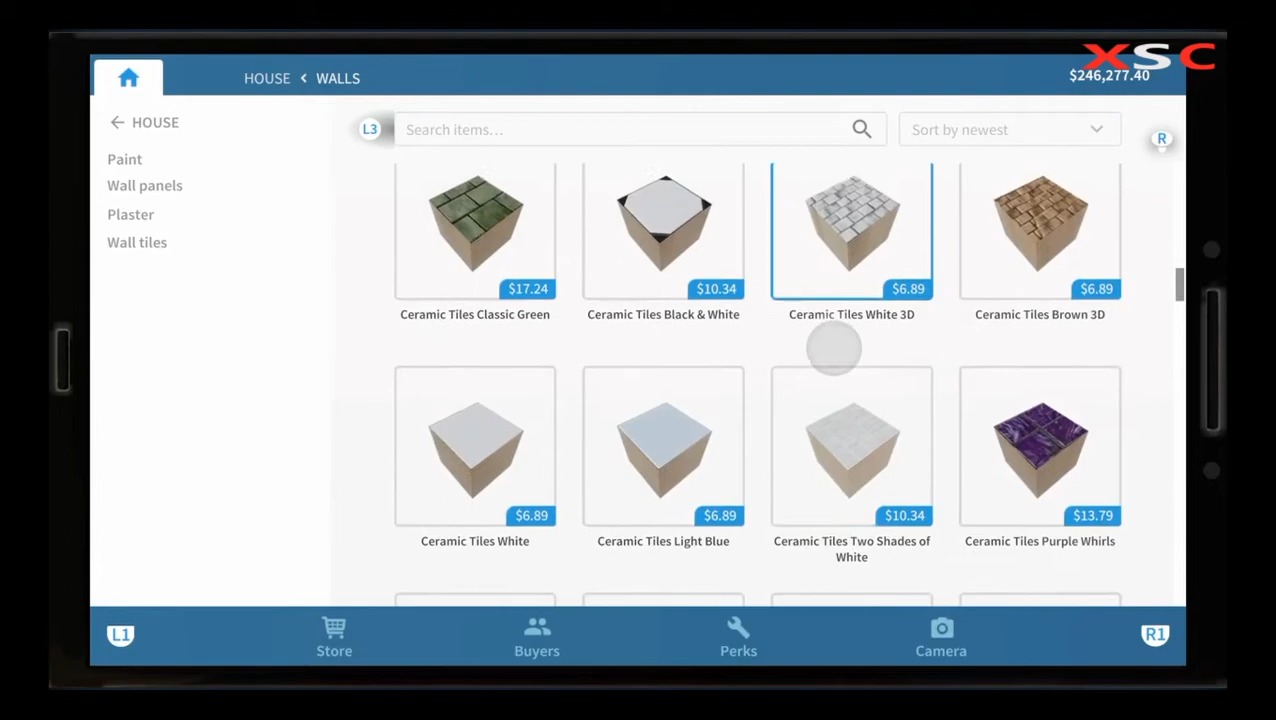 XSC
HOUSE < WALLS
$246,277.40
HOUSE
L3
Search items...
Sort by newest
R
Paint
Wall panels
Plaster
Wall tiles
$17.24
$10.34
$6.89
$6.89
Ceramic Tiles Classic Green
Ceramic Tiles Black & White
Ceramic Tiles White 3D
Ceramic Tiles Brown 3D
$6.89
$6.89
$10.34
$13.79
Ceramic Tiles White
Ceramic Tiles Light Blue
Ceramic Tiles Two Shades of
White
Ceramic Tiles Purple Whirls
L1
Store
Buyers
Perks
Camera
R1